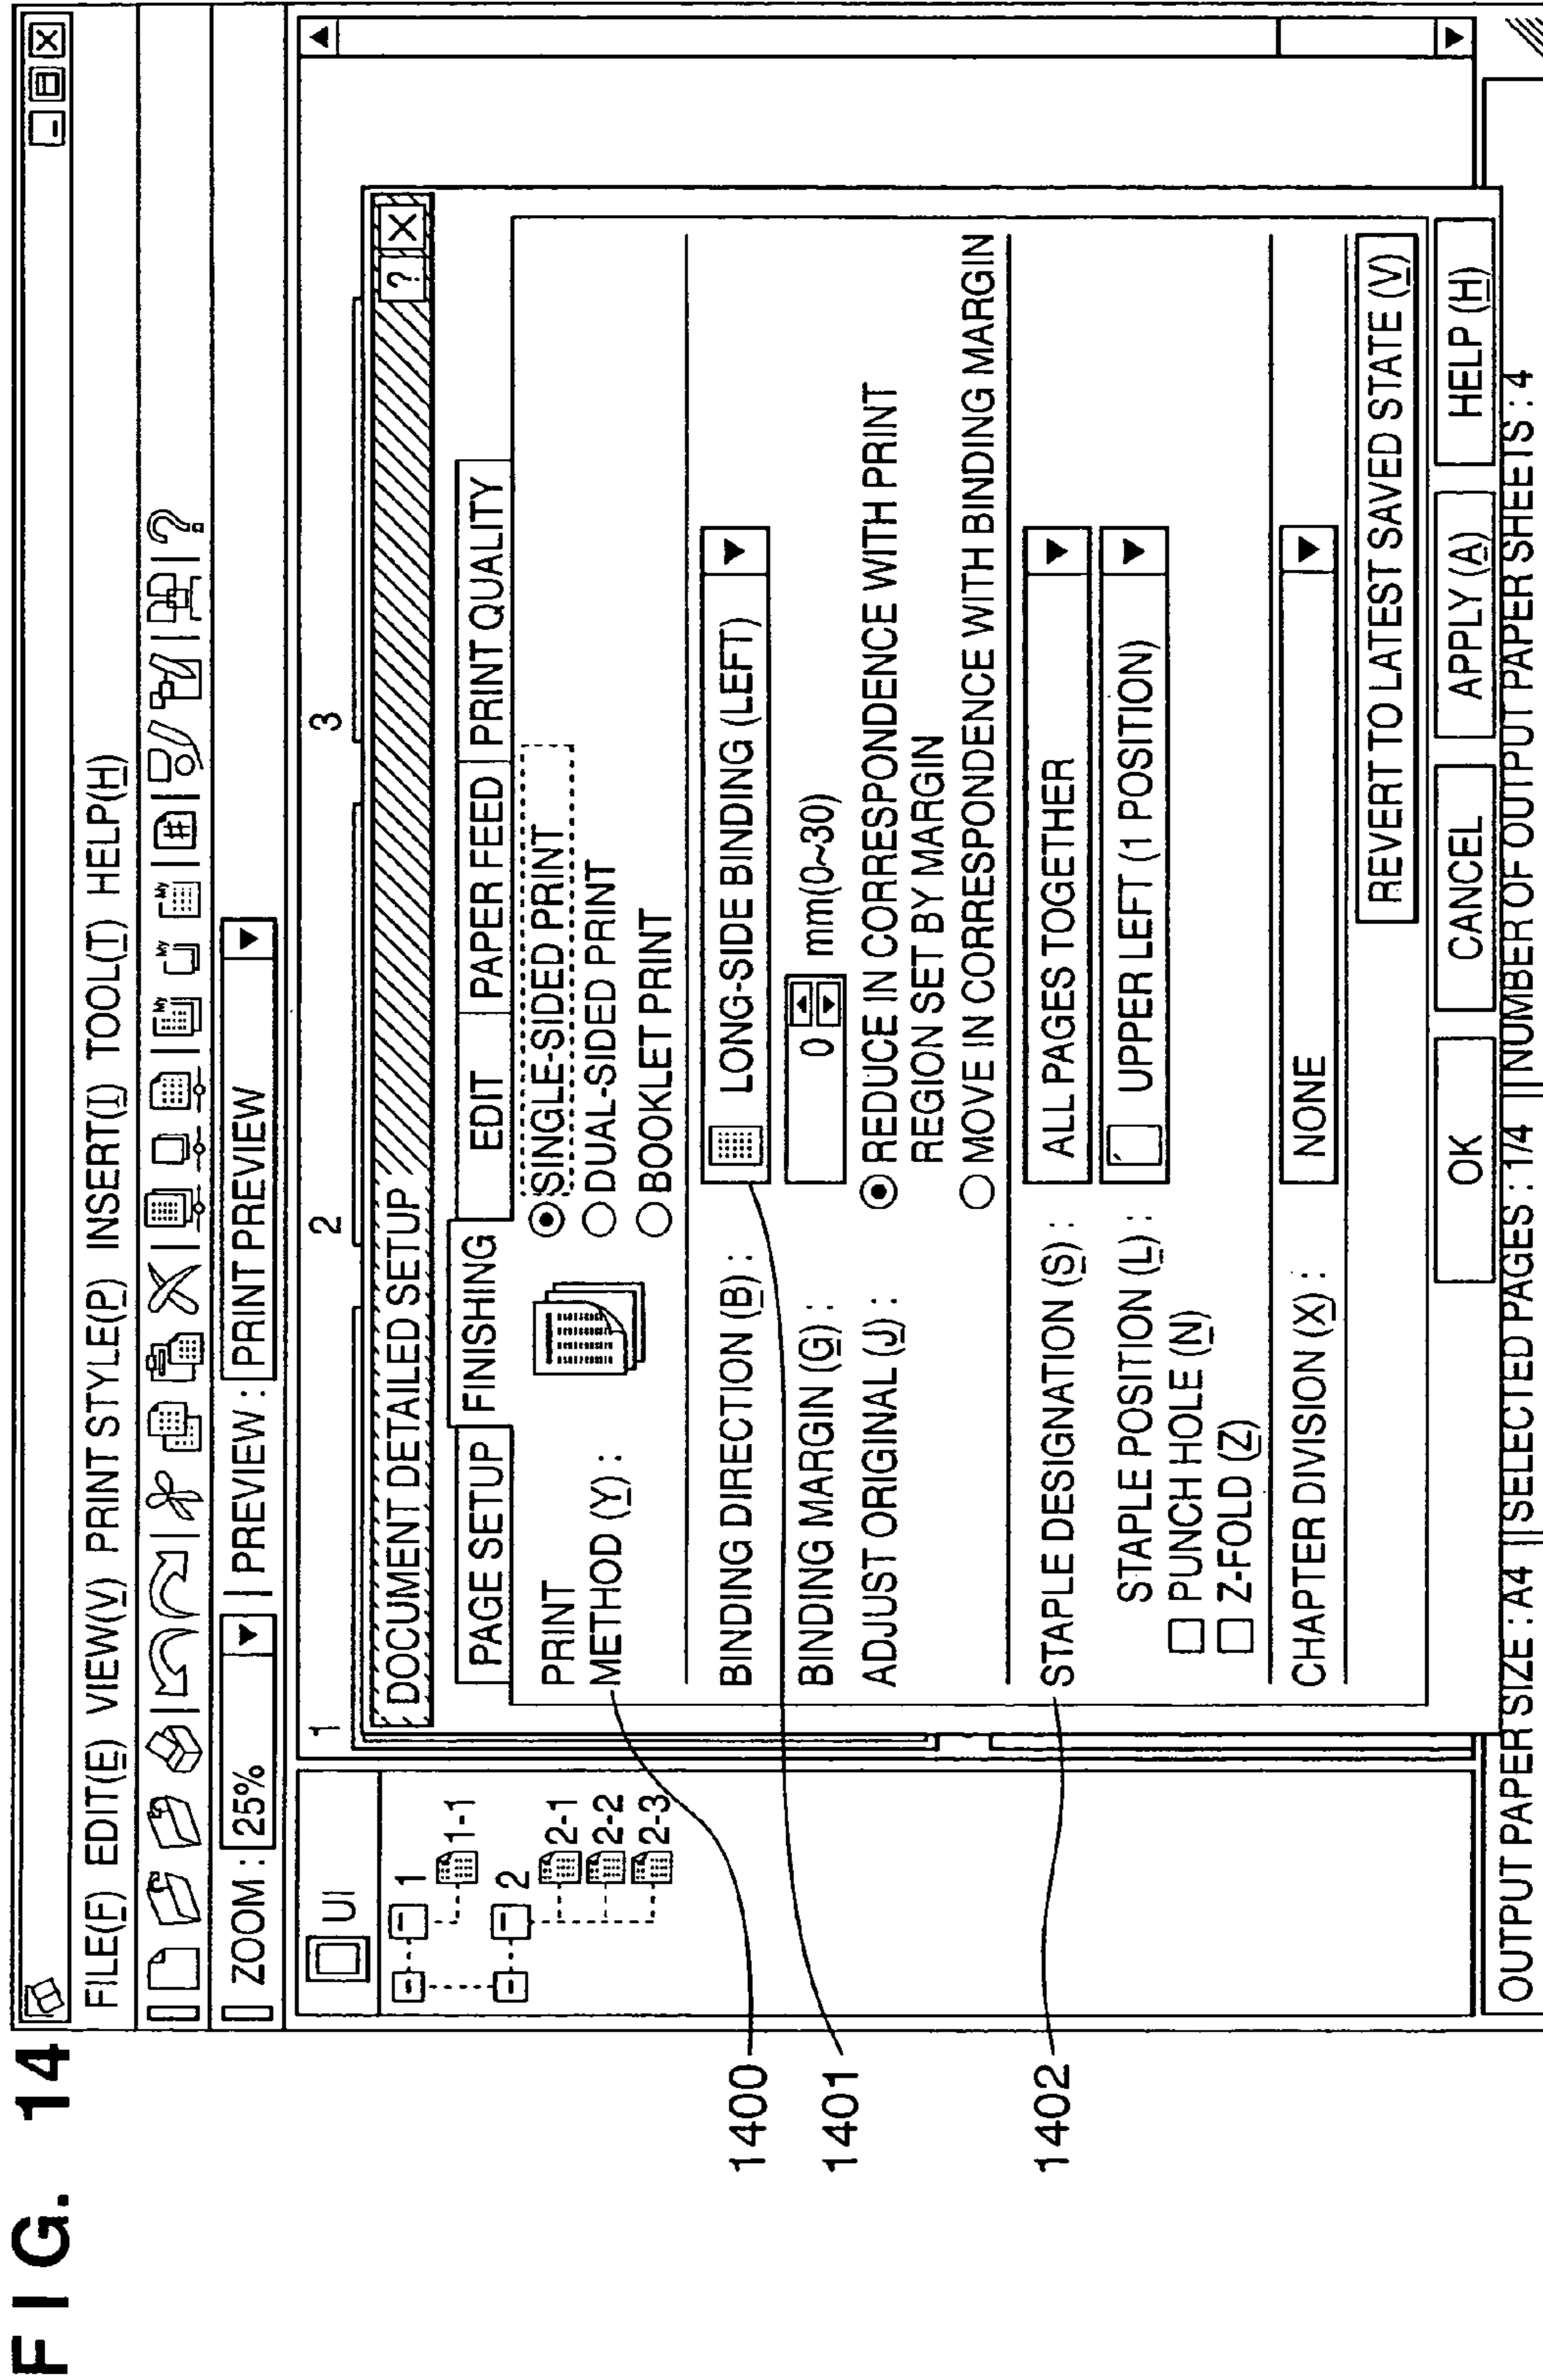 FIG. 14
FILE(F) EDIT(E) VIEW(V) PRINT STYLE(P) INSERT(I) TOOL(T) HELP(H)
My My My # ?
ZOOM : 25% PREVIEW : PRINT PREVIEW
UI
1
1-1
2
2-1
2-2
2-3
1 2 3
DOCUMENT DETAILED SETUP ? X
PAGE SETUP FINISHING EDIT PAPER FEED PRINT QUALITY
PRINT
METHOD (Y) :
SINGLE-SIDED PRINT
DUAL-SIDED PRINT
BOOKLET PRINT
BINDING DIRECTION (B) : LONG-SIDE BINDING (LEFT)
BINDING MARGIN (G) : 0 mm(0~30)
ADJUST ORIGINAL (J) : REDUCE IN CORRESPONDENCE WITH PRINT
REGION SET BY MARGIN
MOVE IN CORRESPONDENCE WITH BINDING MARGIN
STAPLE DESIGNATION (S) : ALL PAGES TOGETHER
STAPLE POSITION (L) : UPPER LEFT (1 POSITION)
PUNCH HOLE (N)
Z-FOLD (Z)
CHAPTER DIVISION (X) : NONE
REVERT TO LATEST SAVED STATE (V)
OK CANCEL APPLY (A) HELP (H)
OUTPUT PAPER SIZE : A4 SELECTED PAGES : 1/4 NUMBER OF OUTPUT PAPER SHEETS : 4
1400
1401
1402